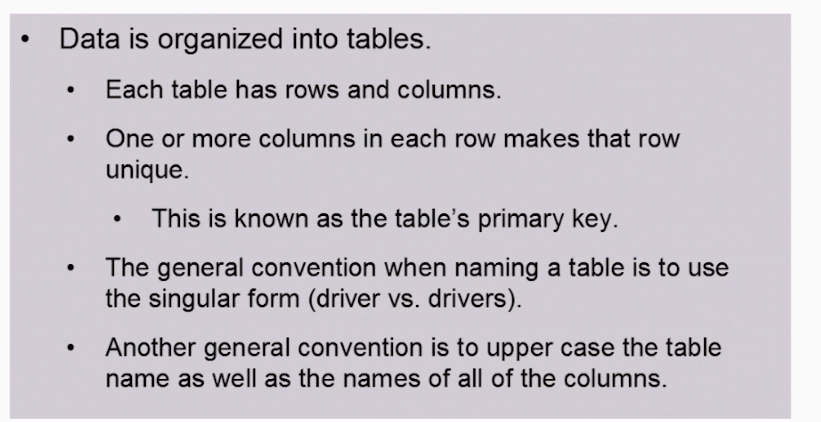 • Data is organized into tables.
• Each table has rows and columns.
• One or more columns in each row makes that row
unique.
• This is known as the table's primary key.
• The general convention when naming a table is to use
the singular form (driver vs. drivers).
• Another general convention is to upper case the table
name as well as the names of all of the columns.